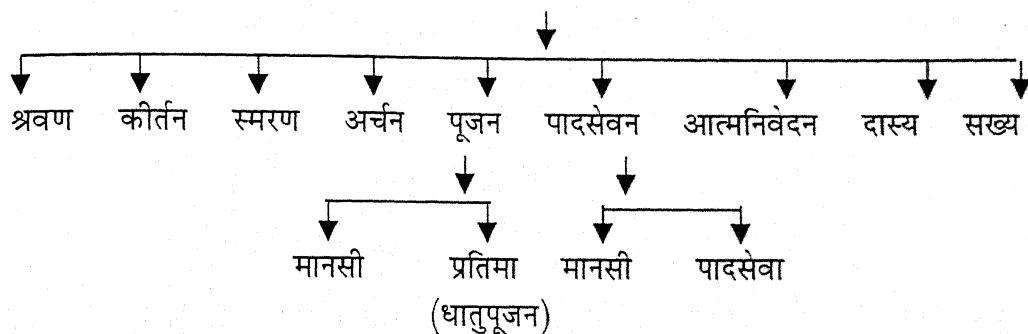 श्रवण कीर्तन स्मरण अर्चन पूजन पादसेवन आत्मनिवेदन दास्य सख्य
मानसी प्रतिमा मानसी पादसेवा
(धातुपूजन)